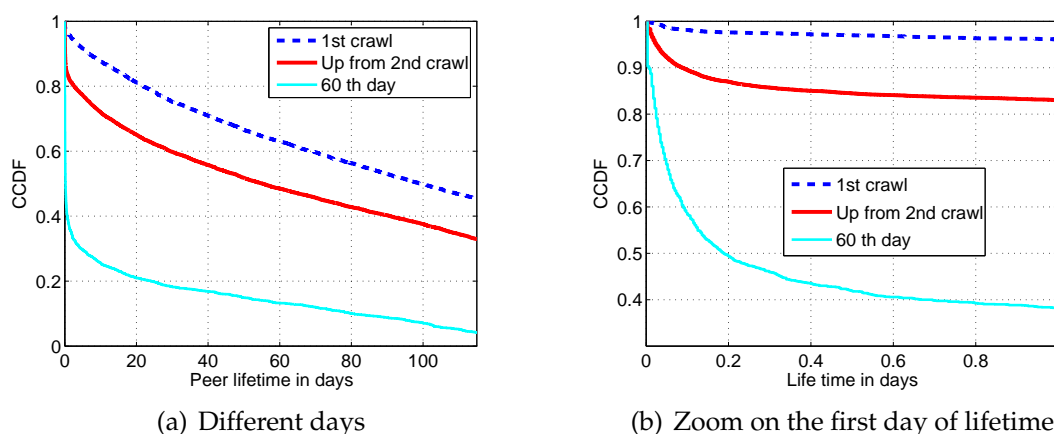 1
0.8
0.6
0.4
0.2
0
CCDF
0 20 40 60 80 100
Peer lifetime in days
1st crawl
Up from 2nd crawl
60 th day
(a) Different days
1
0.9
0.8
0.7
0.6
0.5
0.4
CCDF
0 0.2 0.4 0.6 0.8
Life time in days
1st crawl
Up from 2nd crawl
60 th day
(b) Zoom on the first day of lifetime